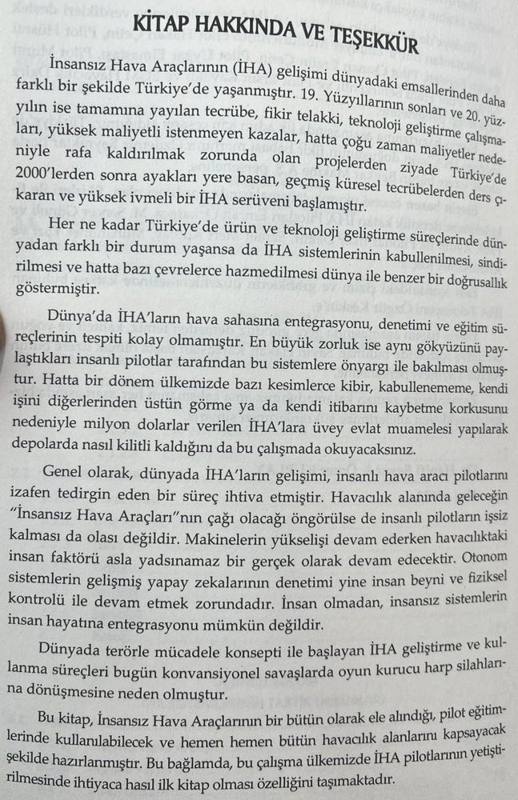 KİTAP HAKKINDA VE TEŞEKKÜR
İnsansız Hava Araçlarının (İHA) gelişimi dünyadaki emsallerinden daha
farklı bir şekilde Türkiye’de yaşanmıştır. 19. Yüzyıllarının sonları ve 20. yüz-
yılın ise tamamına yayılan tecrübe, fikir telakki, teknoloji geliştirme çalışma-
ları, yüksek maliyetli istenmeyen kazalar, hatta çoğu zaman maliyetler nede-
niyle rafa kaldırılmak zorunda olan projelerden ziyade Türkiye’de
2000’lerden sonra ayakları yere basan, geçmiş küresel tecrübelerden ders çı-
karan ve yüksek ivmeli bir İHA serüveni başlamıştır.
Her ne kadar Türkiye’de ürün ve teknoloji geliştirme süreçlerinde dün-
yadan farklı bir durum yaşansa da İHA sistemlerinin kabullenilmesi, sindi-
rilmesi ve hatta bazı çevrelerce hazmedilmesi dünya ile benzer bir doğrusallık
göstermiştir.
Dünya’da İHA’ların hava sahasına entegrasyonu, denetimi ve eğitim sü-
reçlerinin tespiti kolay olmamıştır. En büyük zorluk ise aynı gökyüzünü pay-
laştıkları insanlı pilotlar tarafından bu sistemlere önyargı ile bakılması olmuş-
tur. Hatta bir dönem ülkemizde bazı kesimlerce kibir, kabullenememe, kendi
işini diğerlerinden üstün görme ya da kendi itibarını kaybetme korkusunu
nedeniyle milyon dolarlar verilen İHA’lara üvey evlat muamelesi yapılarak
depolarda nasıl kilitli kaldığını da bu çalışmada okuyacaksınız.
Genel olarak, dünyada İHA’ların gelişimi, insanlı hava aracı pilotlarını
izafen tedirgin eden bir süreç ihtiva etmiştir. Havacılık alanında geleceğin
“İnsansız Hava Araçları”nın çağı olacağı öngörülse de insanlı pilotların işsiz
kalması da olası değildir. Makinelerin yükselişi devam ederken havacılıktaki
insan faktörü asla yadsınamaz bir gerçek olarak devam edecektir. Otonom
sistemlerin gelişmiş yapay zekalarının denetimi yine insan beyni ve fiziksel
kontrolü ile devam etmek zorundadır. İnsan olmadan, insansız sistemlerin
insan hayatına entegrasyonu mümkün değildir.
Dünyada terörle mücadele konsepti ile başlayan İHA geliştirme ve kul-
lanma süreçleri bugün konvansiyonel savaşlarda oyun kurucu harp silahları-
na dönüşmesine neden olmuştur.
Bu kitap, İnsansız Hava Araçlarının bir bütün olarak ele alındığı, pilot eğitim-
lerinde kullanılabilecek ve hemen hemen bütün havacılık alanlarını kapsayacak
şekilde hazırlanmıştır. Bu bağlamda, bu çalışma ülkemizde İHA pilotlarının yetişti-
rilmesinde ihtiyaca hasıl ilk kitap olması özelliğini taşımaktadır.